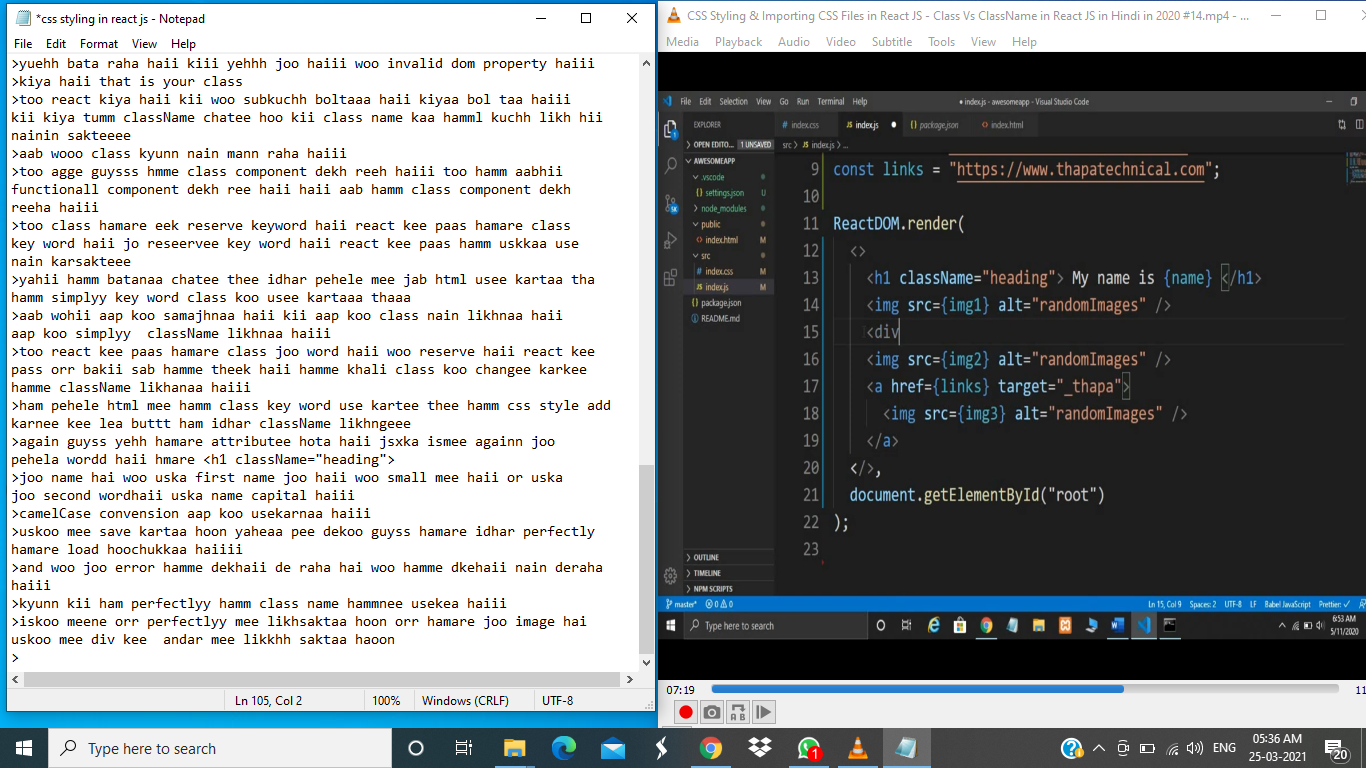 *css styling in react js - Notepad
File Edit Format View Help
>yuehh bata raha haii kiii yehhh joo haiii woo invalid dom property haiii
>kiya haii that is your class
>too react kiya haii kii woo subkuchh boltaaa haii kiyaa bol taa haiii
kii kiya tumm className chatee hoo kii class name kaa hamml kuchh likh hii
nainin sakteeee
>aab wooo class kyunn nain mann raha haiii
>too agge guysss hmme class component dekh reeh haiii too hamm aabhii
functionall component dekh ree haii haii aab hamm class component dekh
reeha haiii
>too class hamare eek reserve keyword haiii react kee paas hamare class
key word haii jo reseervee key word haii react kee paas hamm uskkaa use
nain karsakteee
>yahii hamm batanaa chatee thee idhar pehele mee jab html usee kartaa tha
hamm simplyy key word class koo usee kartaaa thaaa
>aab wohii aap koo samajhnaa haii kii aap koo class nain likhnaa haii
aap koo simplyy  className likhnaa haiii
>too react kee paas hamare class joo word haii woo reserve haii react kee
pass orr bakii sab hamme theek haii hamme khali class koo changee karkee
hamme className likhanaa haiii
>ham pehele html mee hamm class key word use kartee thee hamm css style add
karnee kee lea buttt ham idhar className likhngeee
>again guyss yehh hamare attributee hota haii jsxka ismee againn joo
pehela wordd haii hmare <h1 className="heading">
>joo name hai woo uska first name joo haii woo small mee haii or uska
joo second wordhaii uska name capital haiii
>camelCase convension aap koo usekarnaa haiii
>uskoo mee save kartaa hoon yaheaa pee dekoo guyss hamare idhar perfectly
hamare load hoochukkaa haiiii
>and woo joo error hamme dekhaii de raha hai woo hamme dkehaii nain deraha
haiii
>kyunn kii ham perfectlyy hamm class name hammnee usekea haiii
>iskoo meene orr perfectlyy mee likhsaktaa hoon orr hamare joo image hai
uskoo mee div kee  andar mee likkhh saktaa haoon
>
Ln 105, Col 2 100% Windows (CRLF) UTF-8
CSS Styling & Importing CSS Files in React JS - Class Vs ClassName in React JS in Hindi in 2020 #14.mp4 - ...
Media Playback Audio Video Subtitle Tools View Help
File Edit Selection View Go Run Terminal Help
● index.js - awesomeapp - Visual Studio Code
EXPLORER
# index.css JS index.js ● {} package.json <> index.html
> OPEN EDITO... 1 UNSAVED
src > JS index.js > ...
AWESOMEAPP
.vscode
{} settings.json U
> node_modules
public
<> index.html M
src
# index.css M
JS index.js M
{} package.json
README.md
> OUTLINE
> TIMELINE
> NPM SCRIPTS
9 const links = "https://www.thapatechnical.com";
10
11 ReactDOM.render(
12 <>
13 <h1 className="heading"> My name is {name} </h1>
14 <img src={img1} alt="randomImages" />
15 <div
16 <img src={img2} alt="randomImages" />
17 <a href={links} target="_thapa">
18 <img src={img3} alt="randomImages" />
19 </a>
20 </>,
21 document.getElementById("root")
22 );
23
master* 0 0 Ln 15, Col 9 Spaces: 2 UTF-8 LF Babel JavaScript Prettier: ✓
Type here to search
6:53 AM
5/11/2020
07:19
11
Type here to search
1
ENG
05:36 AM
25-03-2021
20